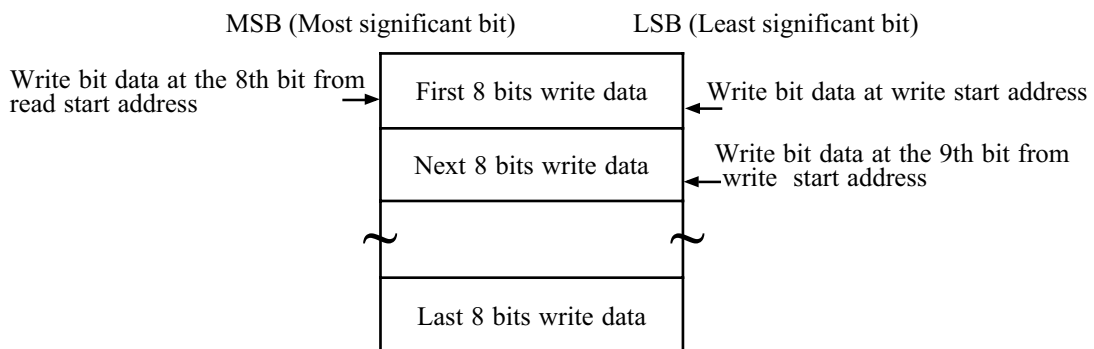 MSB (Most significant bit) LSB (Least significant bit)
Write bit data at the 8th bit from
read start address
First 8 bits write data
Write bit data at write start address
Next 8 bits write data
Write bit data at the 9th bit from
write start address
Last 8 bits write data